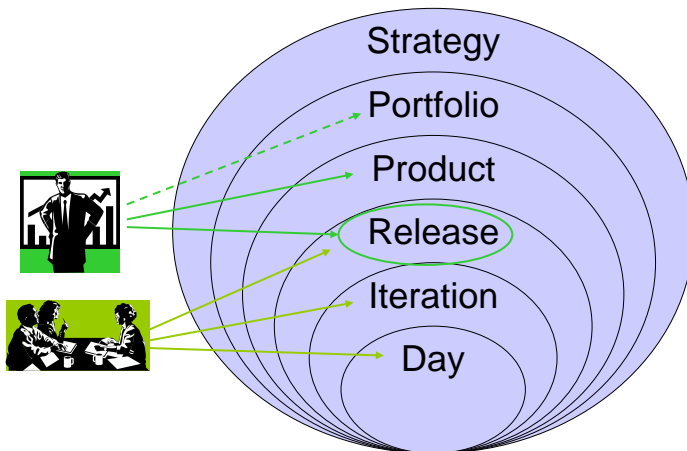 Strategy
Portfolio
Product
Release
Iteration
Day